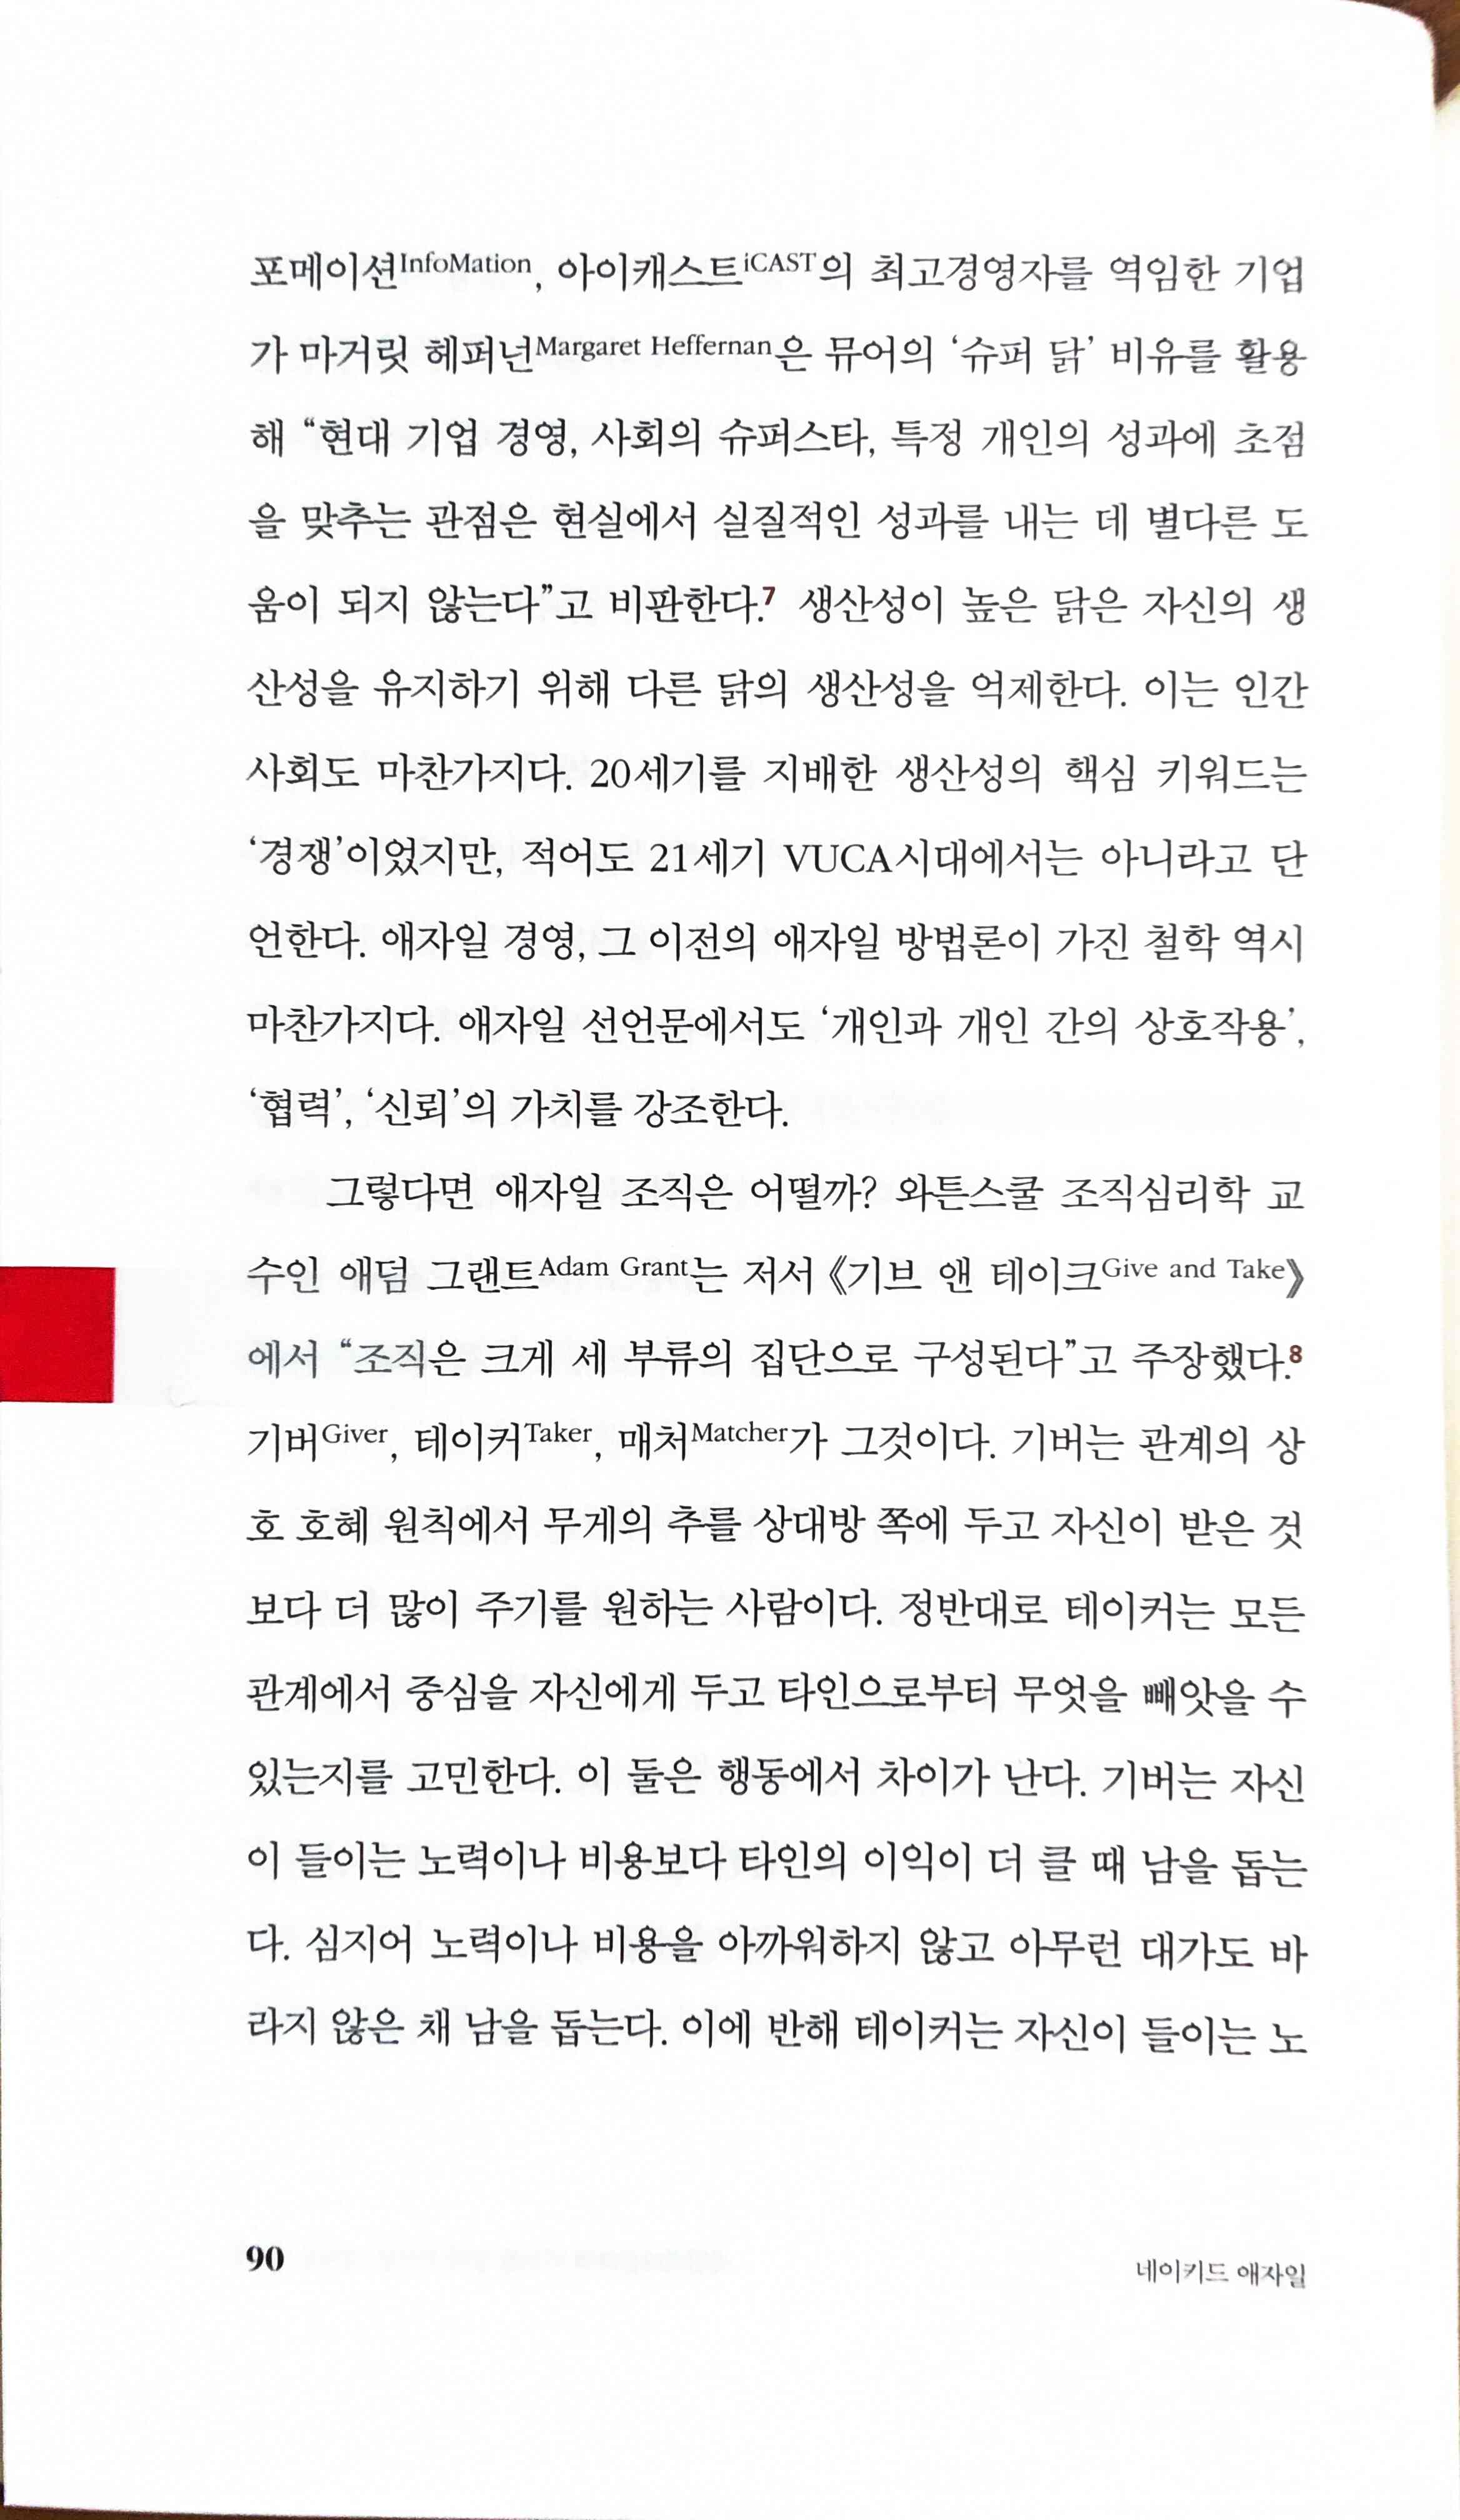 포메이션InfoMation, 아이캐스트iCAST의 최고경영자를 역임한 기업
가 마거릿 헤퍼넌Margaret Heffernan은 뮤어의 ‘슈퍼 닭’ 비유를 활용
해 “현대 기업 경영, 사회의 슈퍼스타, 특정 개인의 성과에 초점
을 맞추는 관점은 현실에서 실질적인 성과를 내는 데 별다른 도
움이 되지 않는다”고 비판한다.7 생산성이 높은 닭은 자신의 생
산성을 유지하기 위해 다른 닭의 생산성을 억제한다. 이는 인간
사회도 마찬가지다. 20세기를 지배한 생산성의 핵심 키워드는
‘경쟁’이었지만, 적어도 21세기 VUCA시대에서는 아니라고 단
언한다. 애자일 경영, 그 이전의 애자일 방법론이 가진 철학 역시
마찬가지다. 애자일 선언문에서도 ‘개인과 개인 간의 상호작용’,
‘협력’, ‘신뢰’의 가치를 강조한다.
그렇다면 애자일 조직은 어떨까? 와튼스쿨 조직심리학 교
수인 애덤 그랜트Adam Grant는 저서 《기브 앤 테이크Give and Take》
에서 “조직은 크게 세 부류의 집단으로 구성된다”고 주장했다.8
기버Giver, 테이커Taker, 매처Matcher가 그것이다. 기버는 관계의 상
호 호혜 원칙에서 무게의 추를 상대방 쪽에 두고 자신이 받은 것
보다 더 많이 주기를 원하는 사람이다. 정반대로 테이커는 모든
관계에서 중심을 자신에게 두고 타인으로부터 무엇을 빼앗을 수
있는지를 고민한다. 이 둘은 행동에서 차이가 난다. 기버는 자신
이 들이는 노력이나 비용보다 타인의 이익이 더 클 때 남을 돕는
다. 심지어 노력이나 비용을 아까워하지 않고 아무런 대가도 바
라지 않은 채 남을 돕는다. 이에 반해 테이커는 자신이 들이는 노
90
네이키드 애자일